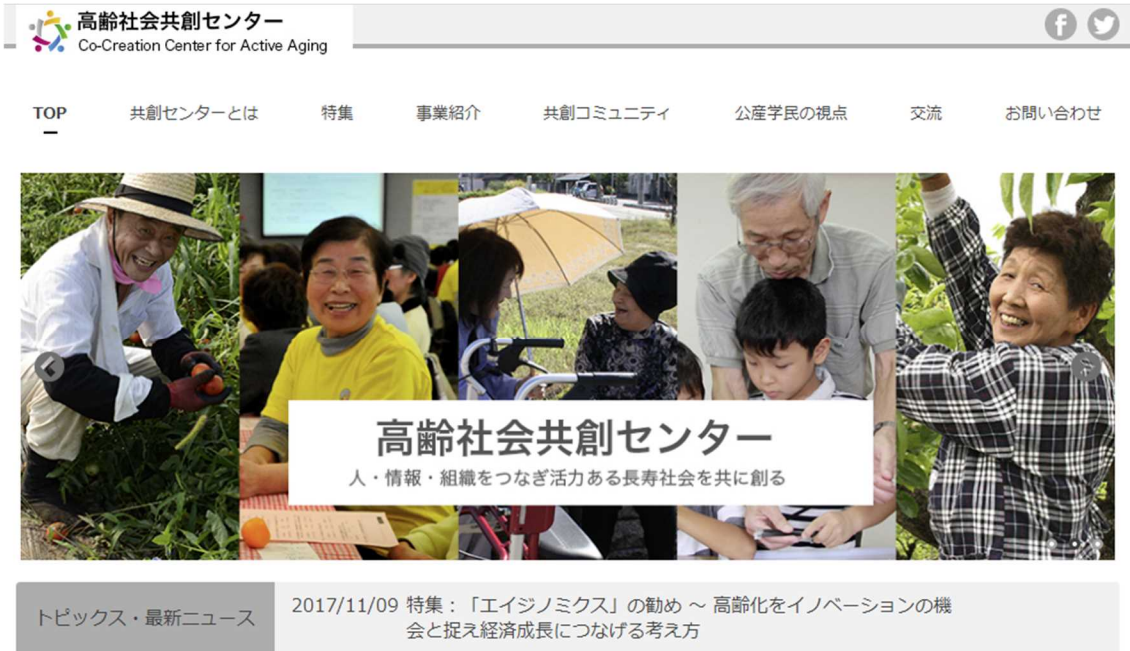 高齢社会共創センター
Co-Creation Center for Active Aging
TOP
共創センターとは
特集
事業紹介
共創コミュニティ
公産学民の視点
交流
お問い合わせ
高齢社会共創センター
人・情報・組織をつなぎ活力ある長寿社会を共に創る
トピックス・最新ニュース
2017/11/09 特集：「エイジノミクス」の勧め ～ 高齢化をイノベーションの機
会と捉え経済成長につなげる考え方